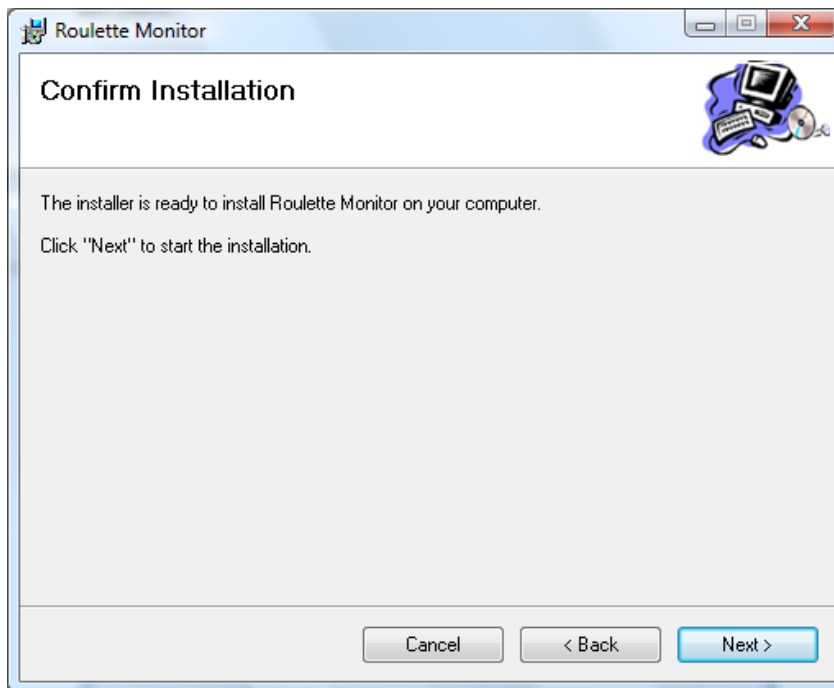 Roulette Monitor
Confirm Installation
The installer is ready to install Roulette Monitor on your computer.
Click "Next" to start the installation.
Cancel
< Back
Next >